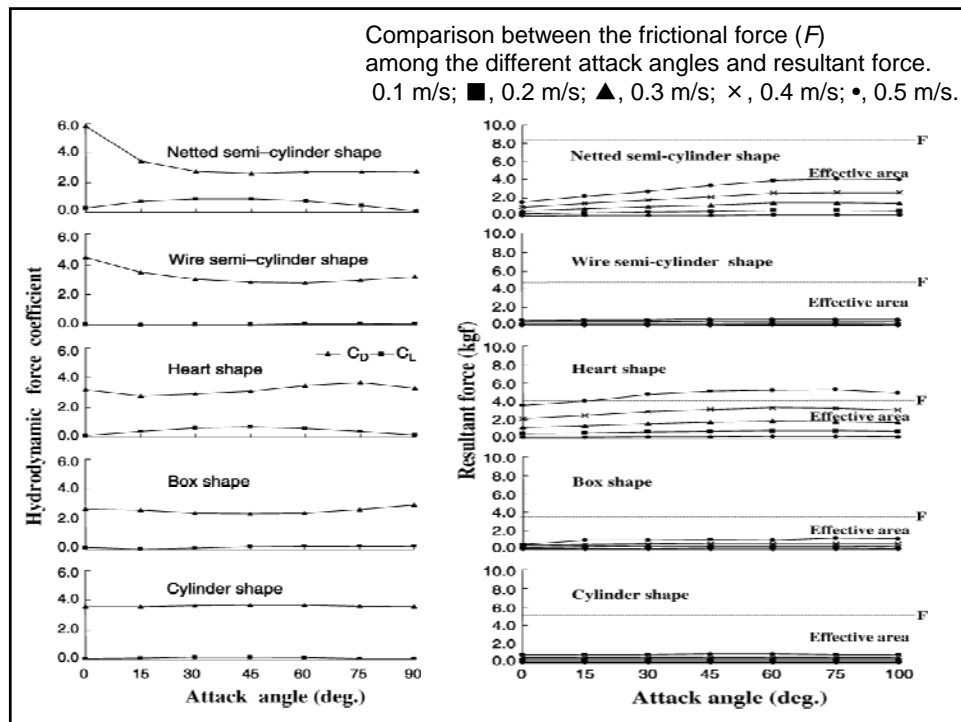 Comparison between the frictional force (F)
among the different attack angles and resultant force.
0.1 m/s; ■, 0.2 m/s; ▲, 0.3 m/s; ×, 0.4 m/s; •, 0.5 m/s.
Hydrodynamic force coefficient
6.0
4.0
2.0
0.0
Netted semi–cylinder shape
6.0
4.0
2.0
0.0
Wire semi–cylinder shape
6.0
4.0
2.0
0.0
Heart shape
▲ CD ■ CL
6.0
4.0
2.0
0.0
Box shape
6.0
4.0
2.0
0.0
Cylinder shape
0 15 30 45 60 75 90
Attack angle (deg.)
Resultant force (kgf)
10.0
8.0
6.0
4.0
2.0
0.0
F
Netted semi-cylinder shape
Effective area
10.0
8.0
6.0
4.0
2.0
0.0
Wire semi-cylinder shape
F
Effective area
10.0
8.0
6.0
4.0
2.0
0.0
Heart shape
F
Effective area
10.0
8.0
6.0
4.0
2.0
0.0
Box shape
F
Effective area
10.0
8.0
6.0
4.0
2.0
0.0
Cylinder shape
F
Effective area
0 15 30 45 60 75 100
Attack angle (deg.)